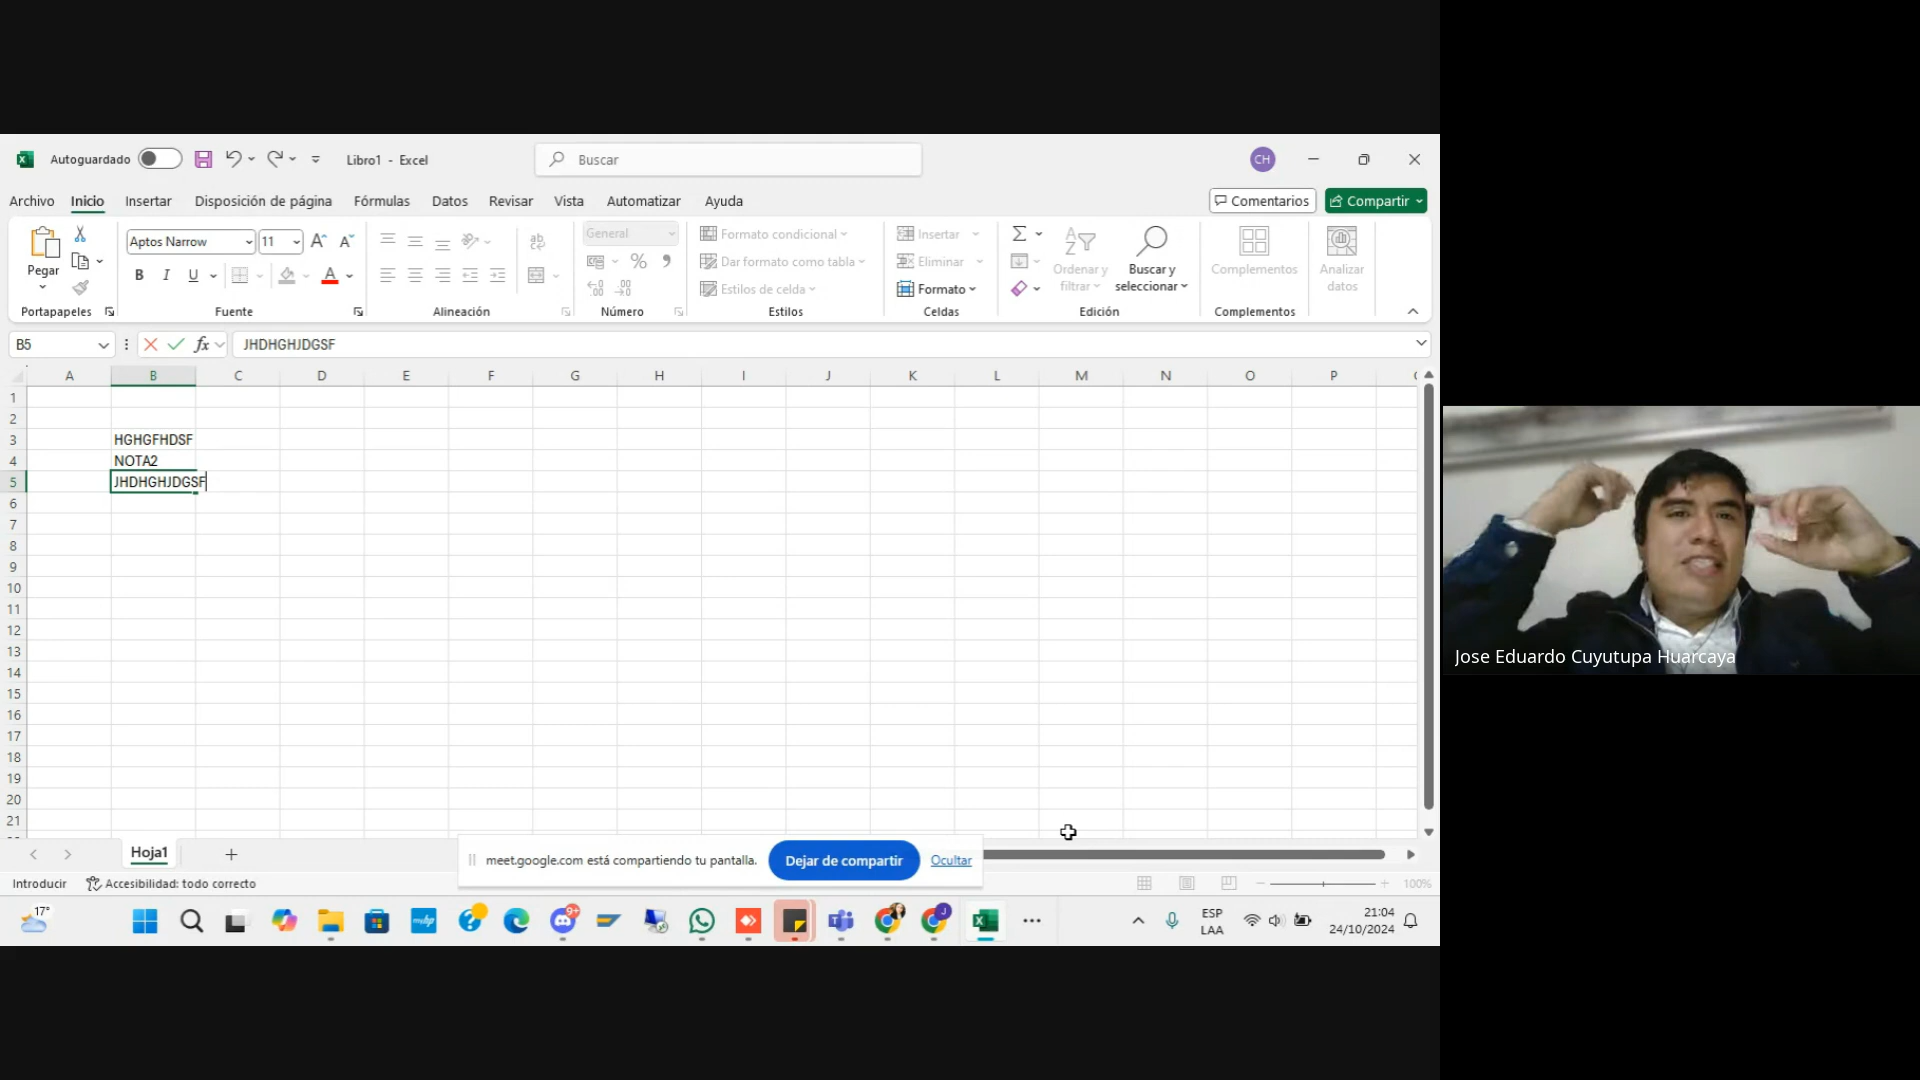 Autoguardado
Libro1 - Excel
Buscar
CH
Archivo Inicio Insertar Disposición de página Fórmulas Datos Revisar Vista Automatizar Ayuda
Comentarios
Compartir
Pegar
Portapapeles
Aptos Narrow
11
N K S
Fuente
ab
Alineación
General
%
Número
Formato condicional
Dar formato como tabla
Estilos de celda
Estilos
Insertar
Eliminar
Formato
Celdas
Ordenar y
filtrar
Buscar y
seleccionar
Edición
Complementos
Complementos
Analizar
datos
B5
fx
JHDHGHJDGSF
A B C D E F G H I J K L M N O P
1
2
3 HGHGFHDSF
4 NOTA2
5 JHDHGHJDGSF
6
7
8
9
10
11
12
13
14
15
16
17
18
19
20
21
Hoja1
meet.google.com está compartiendo tu pantalla.
Dejar de compartir
Ocultar
Introducir
Accesibilidad: todo correcto
100%
17°
9+
J
ESP
LAA
21:04
24/10/2024
Jose Eduardo Cuyutupa Huarcaya